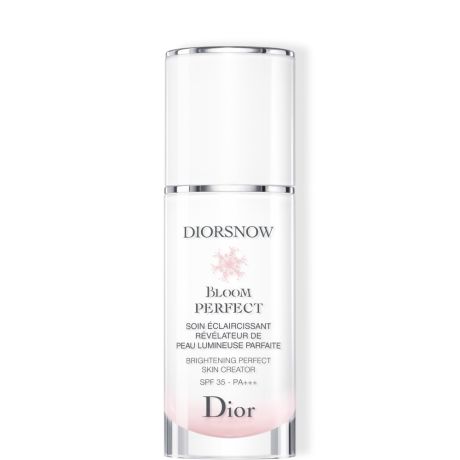 DIORSNOW
BLOOM
PERFECT
SOIN ÉCLAIRCISSANT
RÉVÉLATEUR DE
PEAU LUMINEUSE PARFAITE
BRIGHTENING PERFECT
SKIN CREATOR
SPF 35 - PA+++
Dior